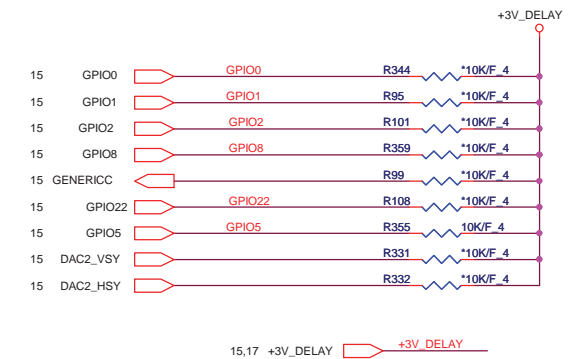 +3V_DELAY
15 GPIO0 GPIO0 R344 *10K/F_4
15 GPIO1 GPIO1 R95 *10K/F_4
15 GPIO2 GPIO2 R101 *10K/F_4
15 GPIO8 GPIO8 R359 *10K/F_4
15 GENERICC R99 *10K/F_4
15 GPIO22 GPIO22 R108 *10K/F_4
15 GPIO5 GPIO5 R355 10K/F_4
15 DAC2_VSY R331 *10K/F_4
15 DAC2_HSY R332 *10K/F_4
15,17 +3V_DELAY +3V_DELAY